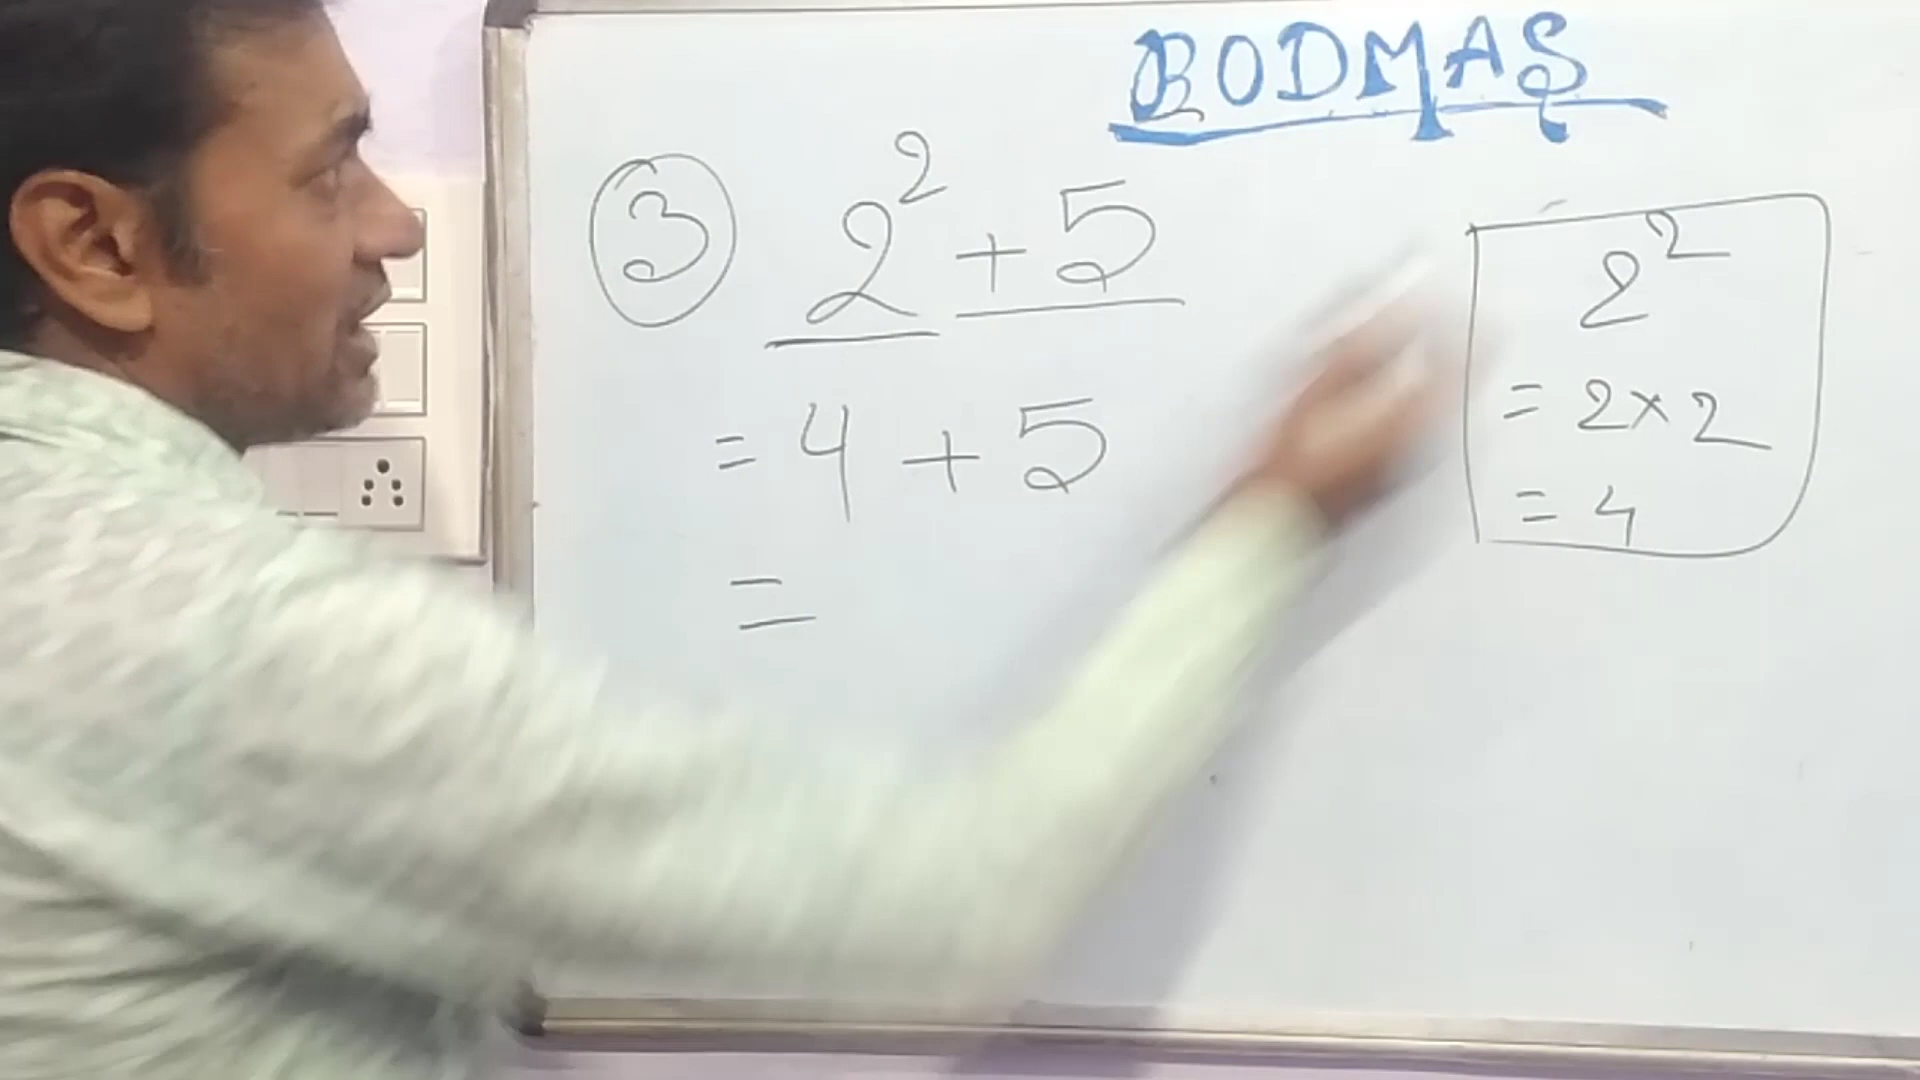 BODMAS
③ 2² + 5
= 4 + 5
=
2²
= 2×2
= 4